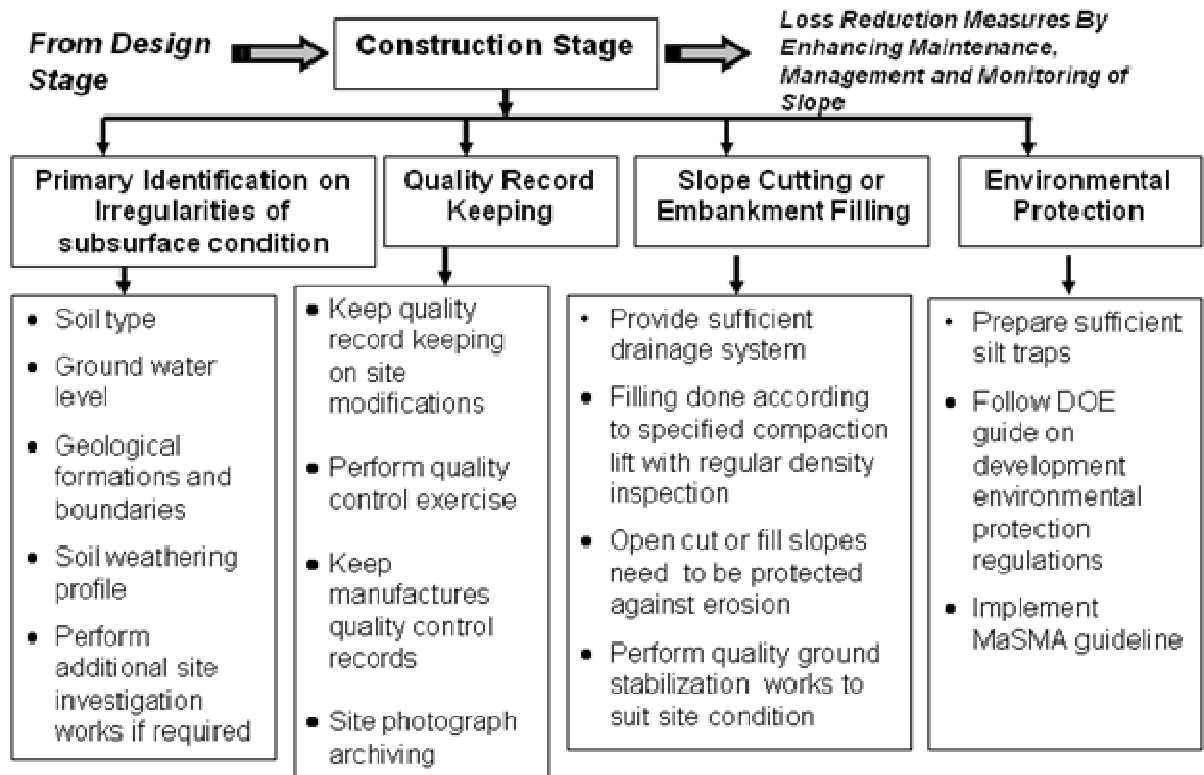 From Design
Stage
Construction Stage
Loss Reduction Measures By
Enhancing Maintenance,
Management and Monitoring of
Slope
Primary Identification on
Irregularities of
subsurface condition
Quality Record
Keeping
Slope Cutting or
Embankment Filling
Environmental
Protection
• Soil type
• Ground water
level
• Geological
formations and
boundaries
• Soil weathering
profile
• Perform
additional site
investigation
works if required
• Keep quality
record keeping
on site
modifications
• Perform quality
control exercise
• Keep
manufactures
quality control
records
• Site photograph
archiving
• Provide sufficient
drainage system
• Filling done according
to specified compaction
lift with regular density
inspection
• Open cut or fill slopes
need to be protected
against erosion
• Perform quality ground
stabilization works to
suit site condition
• Prepare sufficient
silt traps
• Follow DOE
guide on
development
environmental
protection
regulations
• Implement
MaSMA guideline